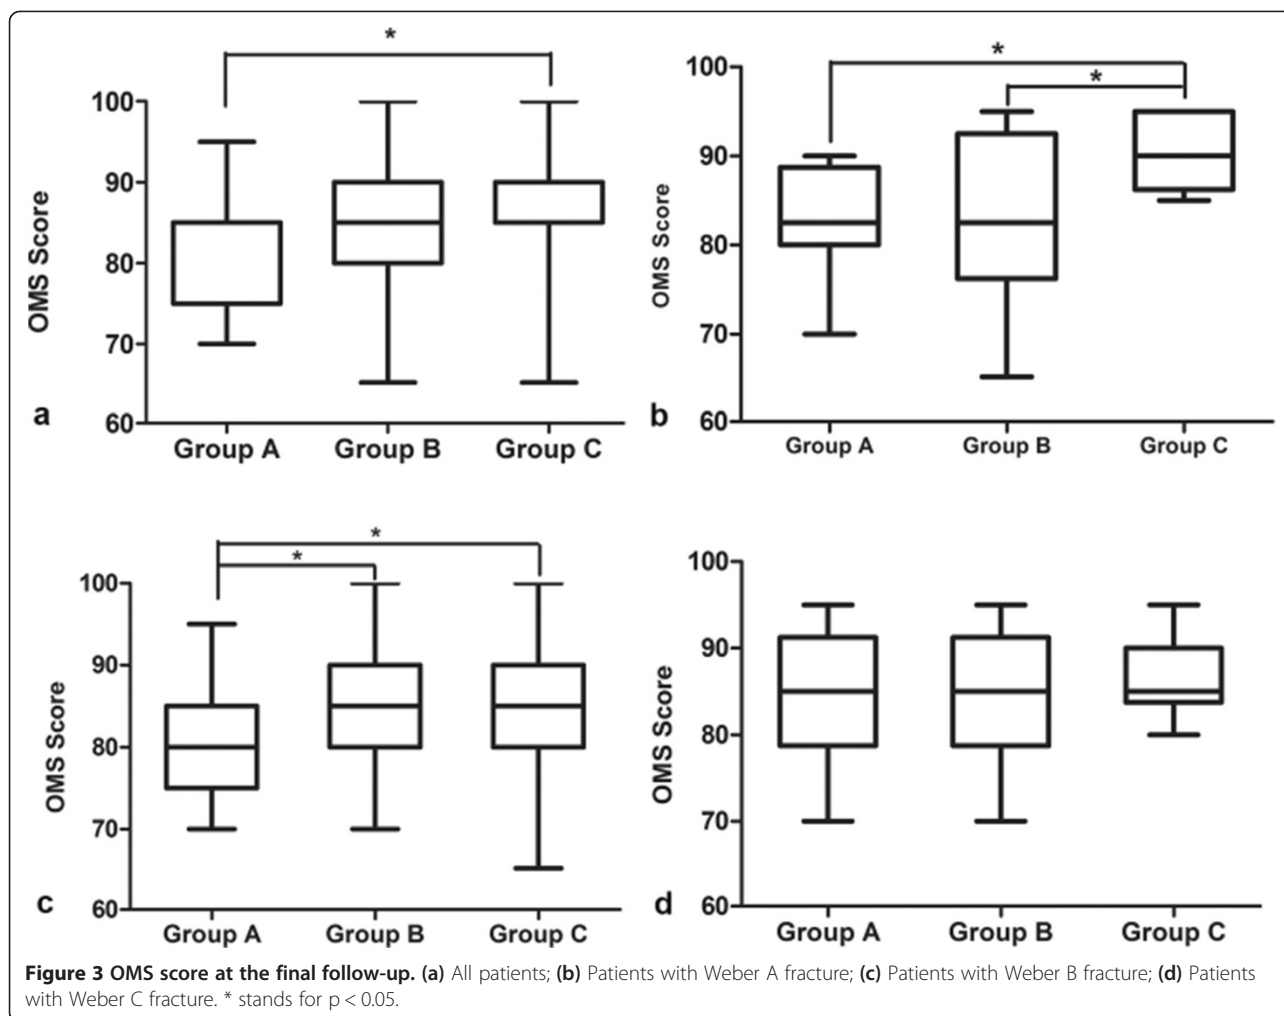 *
100
90
80
70
60
OMS Score
a
Group A
Group B
Group C
*
*
100
90
80
70
60
OMS Score
b
Group A
Group B
Group C
*
*
100
90
80
70
60
OMS Score
c
Group A
Group B
Group C
100
90
80
70
60
OMS Score
d
Group A
Group B
Group C
Figure 3 OMS score at the final follow-up. (a) All patients; (b) Patients with Weber A fracture; (c) Patients with Weber B fracture; (d) Patients
with Weber C fracture. * stands for p < 0.05.